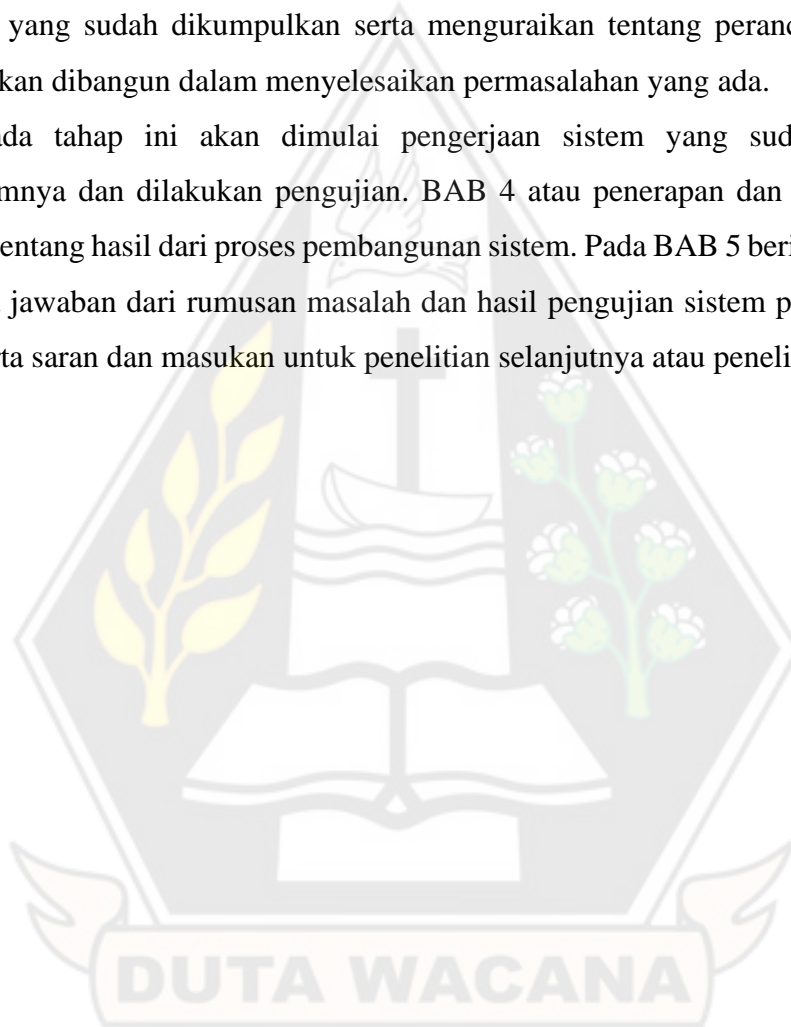 yang sudah dikumpulkan serta menguraikan tentang peranc
kan dibangun dalam menyelesaikan permasalahan yang ada.
da tahap ini akan dimulai pengerjaan sistem yang sud
mnya dan dilakukan pengujian. BAB 4 atau penerapan dan
entang hasil dari proses pembangunan sistem. Pada BAB 5 beri
jawaban dari rumusan masalah dan hasil pengujian sistem p
rta saran dan masukan untuk penelitian selanjutnya atau peneli
DUTA WACANA